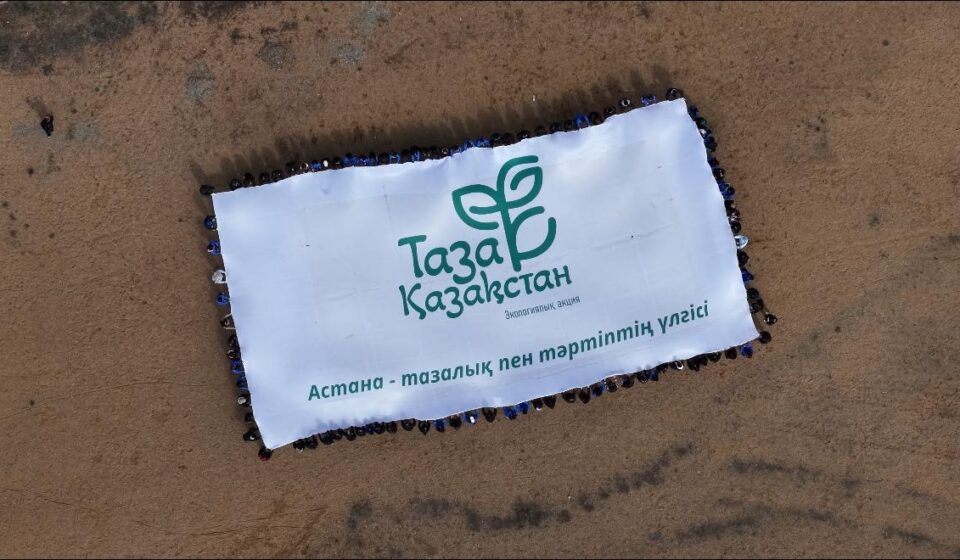 Таза
Қазақстан
Экологиялық акция
Астана - тазалық пен тәртіптің үлгісі